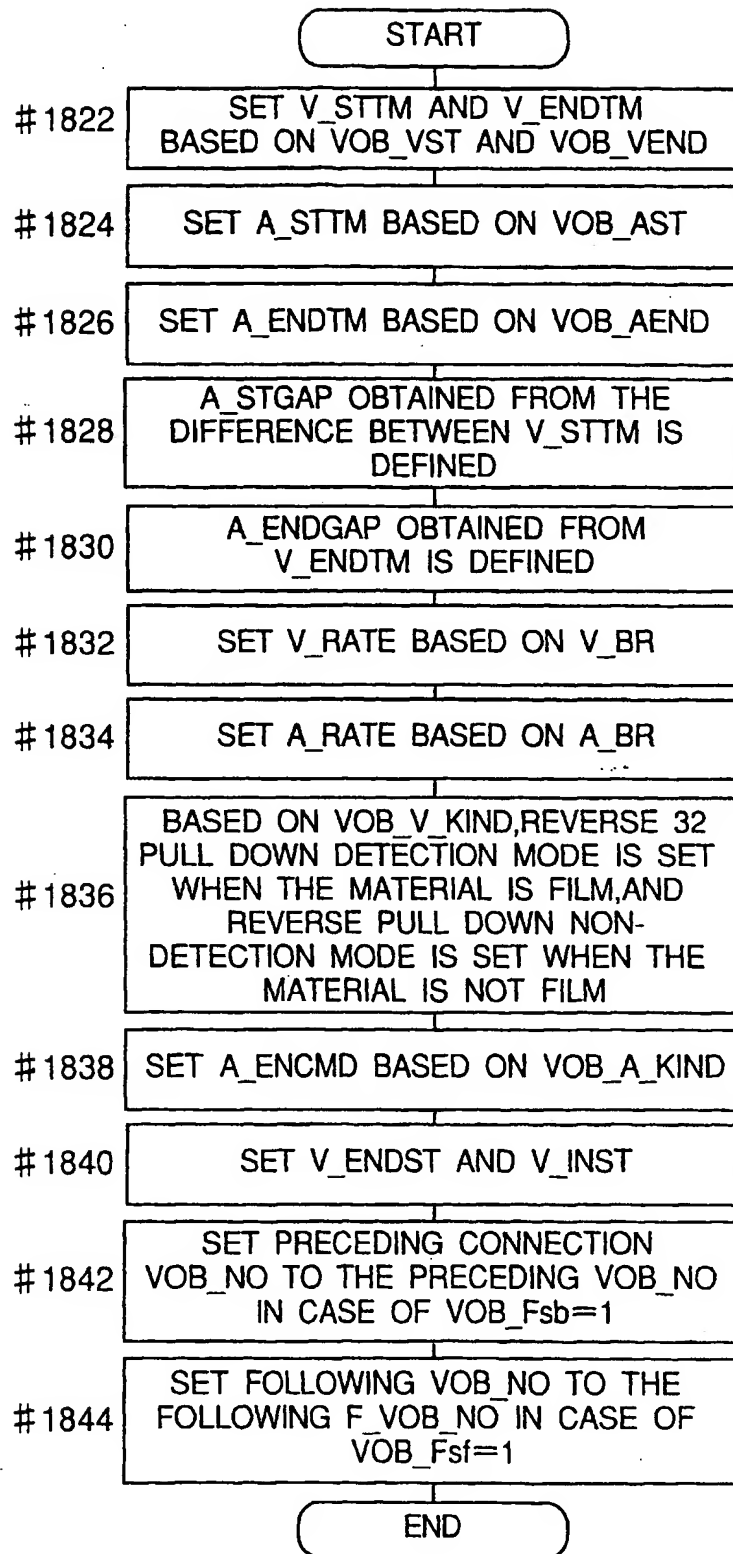 START
#1822
SET V_STTM AND V_ENDTM
BASED ON VOB_VST AND VOB_VEND
#1824
SET A_STTM BASED ON VOB_AST
#1826
SET A_ENDTM BASED ON VOB_AEND
#1828
A_STGAP OBTAINED FROM THE
DIFFERENCE BETWEEN V_STTM IS
DEFINED
#1830
A_ENDGAP OBTAINED FROM
V_ENDTM IS DEFINED
#1832
SET V_RATE BASED ON V_BR
#1834
SET A_RATE BASED ON A_BR
#1836
BASED ON VOB_V_KIND,REVERSE 32
PULL DOWN DETECTION MODE IS SET
WHEN THE MATERIAL IS FILM,AND
REVERSE PULL DOWN NON-
DETECTION MODE IS SET WHEN THE
MATERIAL IS NOT FILM
#1838
SET A_ENCMD BASED ON VOB_A_KIND
#1840
SET V_ENDST AND V_INST
#1842
SET PRECEDING CONNECTION
VOB_NO TO THE PRECEDING VOB_NO
IN CASE OF VOB_Fsb=1
#1844
SET FOLLOWING VOB_NO TO THE
FOLLOWING F_VOB_NO IN CASE OF
VOB_Fsf=1
END